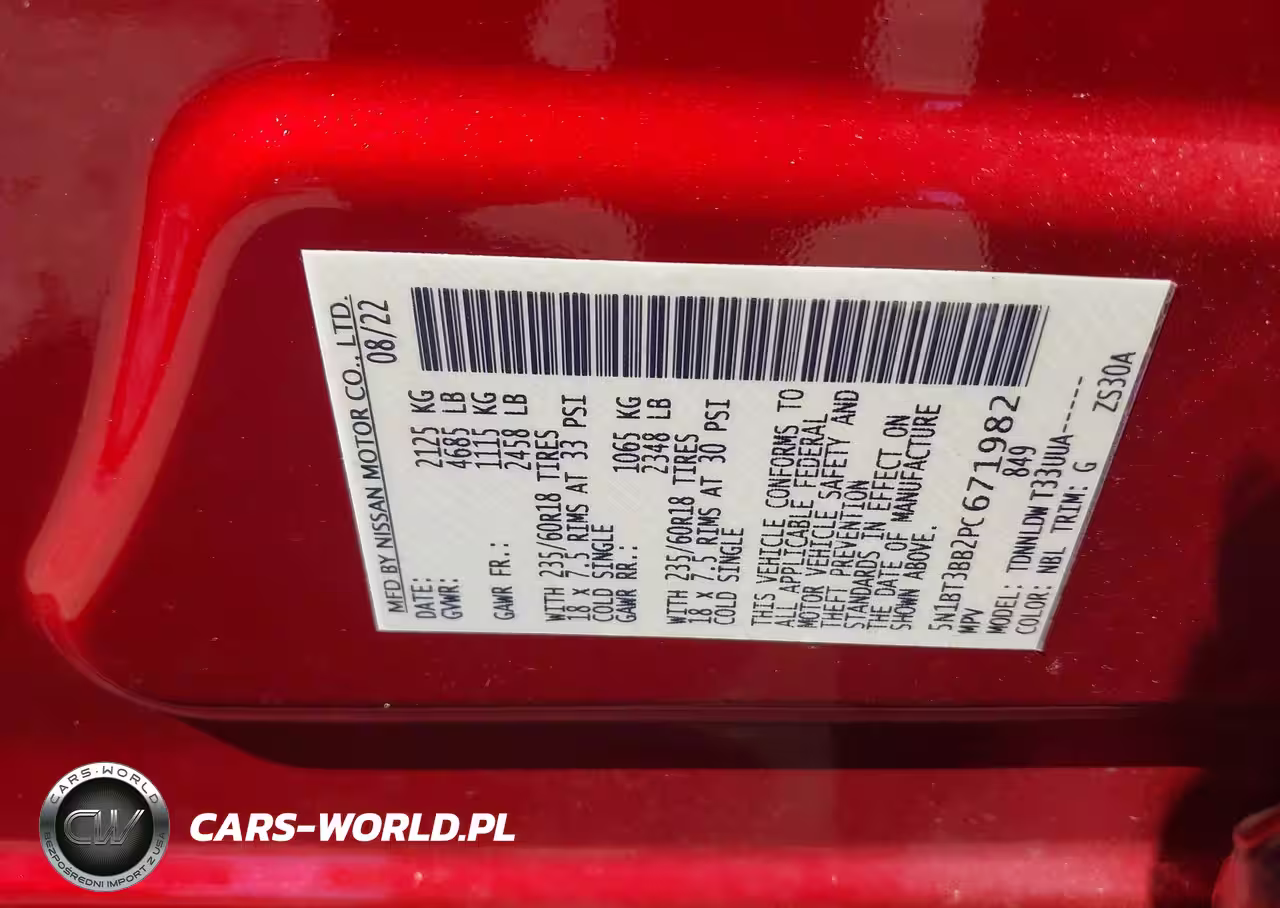 MFD BY NISSAN MOTOR CO., LTD.
DATE: 08/22
GVWR: 2125 KG
4685 LB
GAWR FR.: 1115 KG
2458 LB
WITH 235/60R18 TIRES
18 X 7.5 RIMS AT 33 PSI
COLD SINGLE
GAWR RR.: 1065 KG
2348 LB
WITH 235/60R18 TIRES
18 X 7.5 RIMS AT 30 PSI
COLD SINGLE
THIS VEHICLE CONFORMS TO
ALL APPLICABLE FEDERAL
MOTOR VEHICLE SAFETY AND
THEFT PREVENTION
STANDARDS IN EFFECT ON
THE DATE OF MANUFACTURE
SHOWN ABOVE.
5N1BT3BB2PC671982
MPV 849
MODEL: TDNNLDW T33UUA-----
COLOR: NBL TRIM: G ZS30A
CARS-WORLD
CW
BEZPOŚREDNI IMPORT Z USA
CARS-WORLD.PL